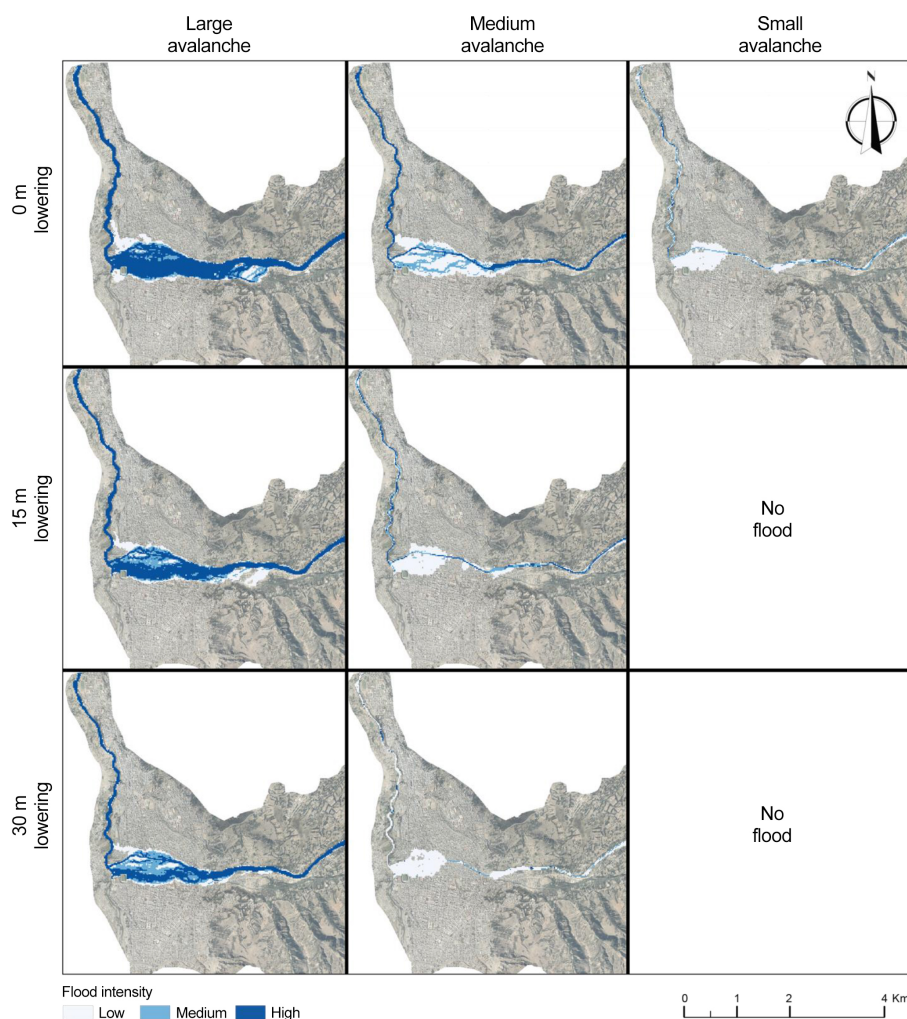 Large
avalanche
Medium
avalanche
Small
avalanche
N
0 m
lowering
15 m
lowering
No
flood
30 m
lowering
No
flood
Flood intensity
Low
Medium
High
0 1 2 4 Km